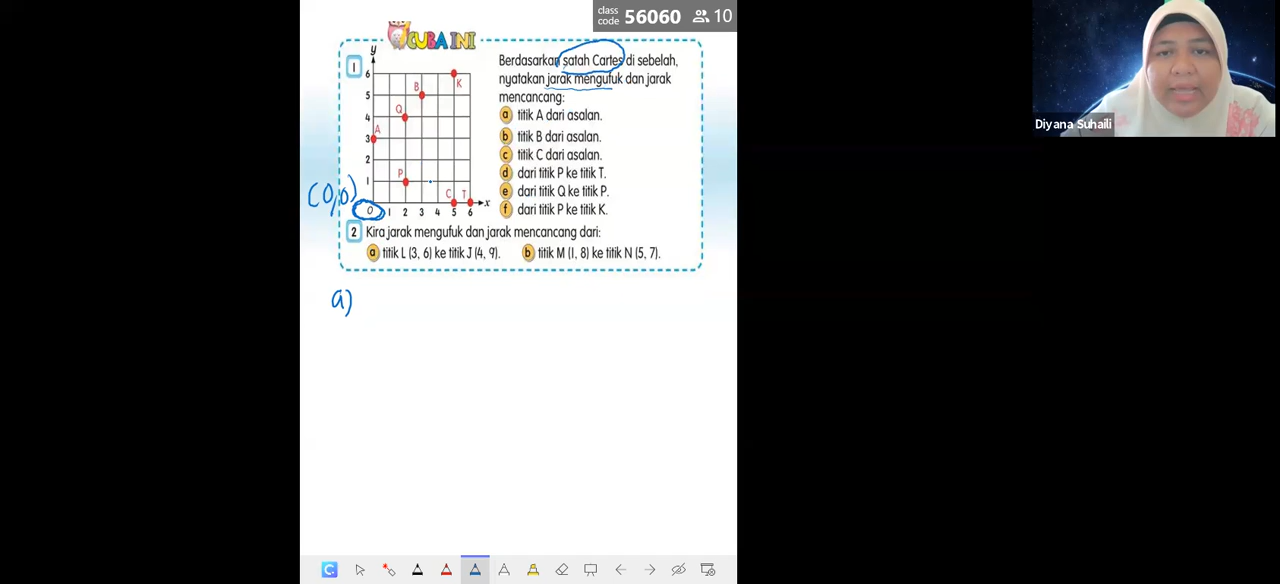 class code 56060 10
CUBA INI
1
y
6
5
4
3
2
1
0 1 2 3 4 5 6 x
K
B
Q
A
P
C T
(0,0)
Berdasarkan satah Cartes di sebelah,
nyatakan jarak mengufuk dan jarak
mencancang:
a titik A dari asalan.
b titik B dari asalan.
c titik C dari asalan.
d dari titik P ke titik T.
e dari titik Q ke titik P.
f dari titik P ke titik K.
2 Kira jarak mengufuk dan jarak mencancang dari:
a titik L (3, 6) ke titik J (4, 9). b titik M (1, 8) ke titik N (5, 7).
a)
Diyana Suhaili